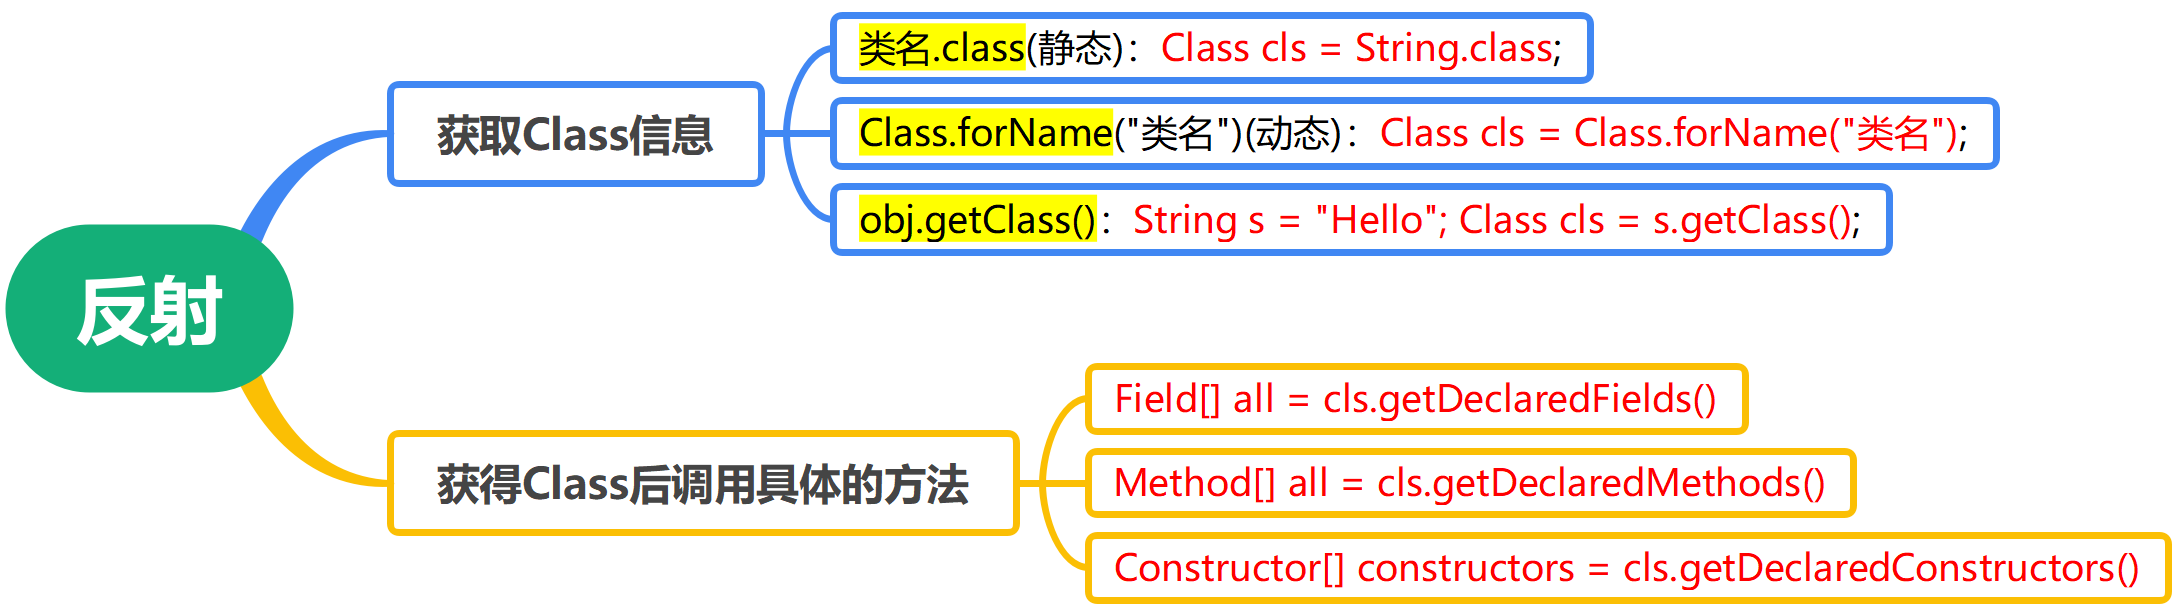 反射
获取Class信息
类名.class(静态)：Class cls = String.class;
Class.forName("类名")(动态)：Class cls = Class.forName("类名");
obj.getClass()：String s = "Hello"; Class cls = s.getClass();
获得Class后调用具体的方法
Field[] all = cls.getDeclaredFields()
Method[] all = cls.getDeclaredMethods()
Constructor[] constructors = cls.getDeclaredConstructors()